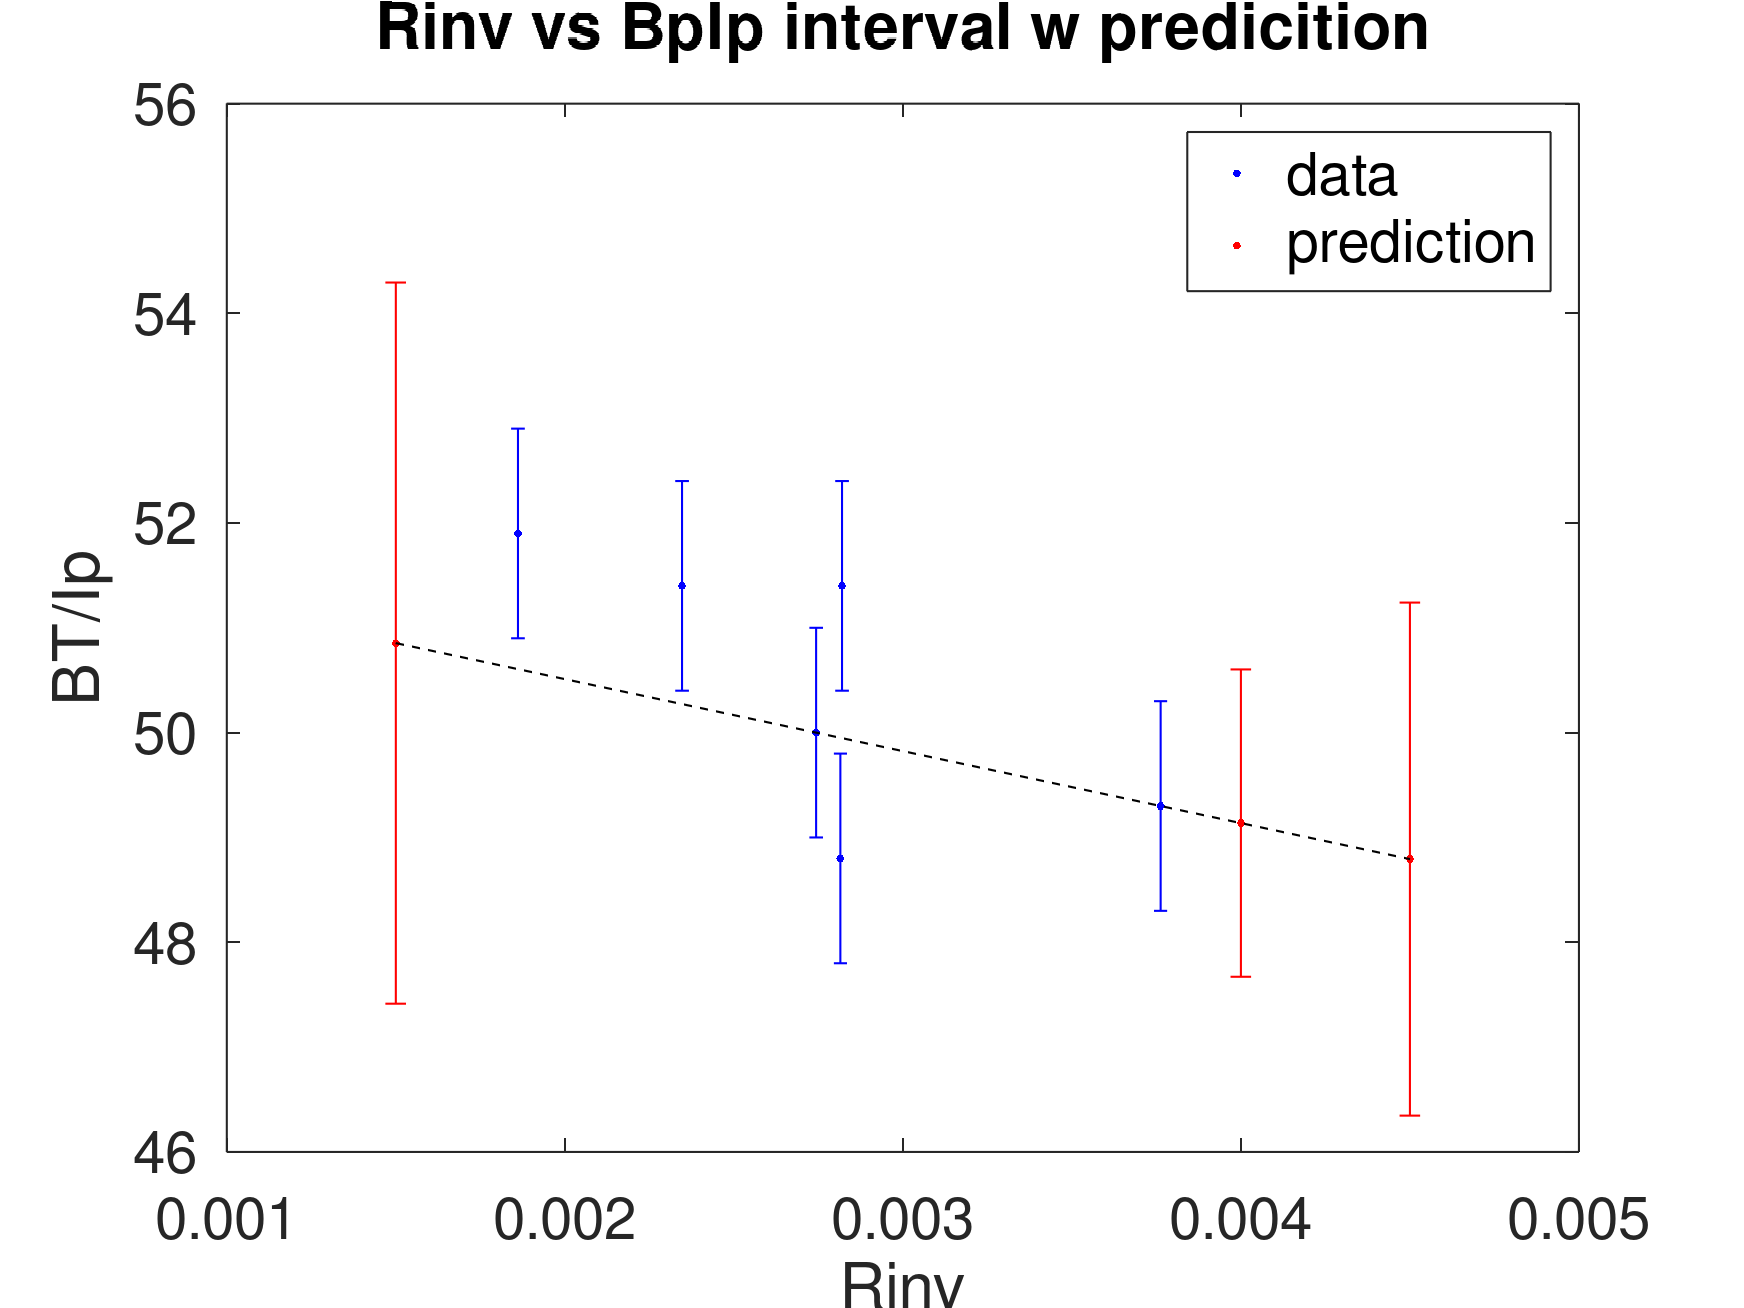 Rinv vs BpIp interval w predicition
56
54
52
50
48
46
BT/Ip
data
prediction
0.001
0.002
0.003
0.004
0.005
Rinv